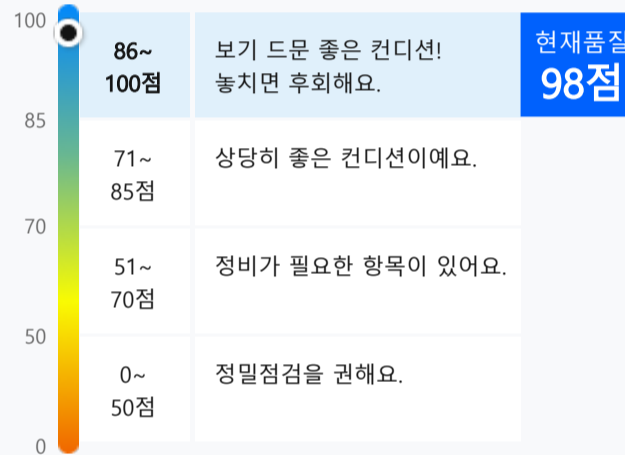 100
86~
100점
보기 드문 좋은 컨디션!
놓치면 후회해요.
현재품질
98점
85
71~
85점
상당히 좋은 컨디션이예요.
70
51~
70점
정비가 필요한 항목이 있어요.
50
0~
50점
정밀점검을 권해요.
0